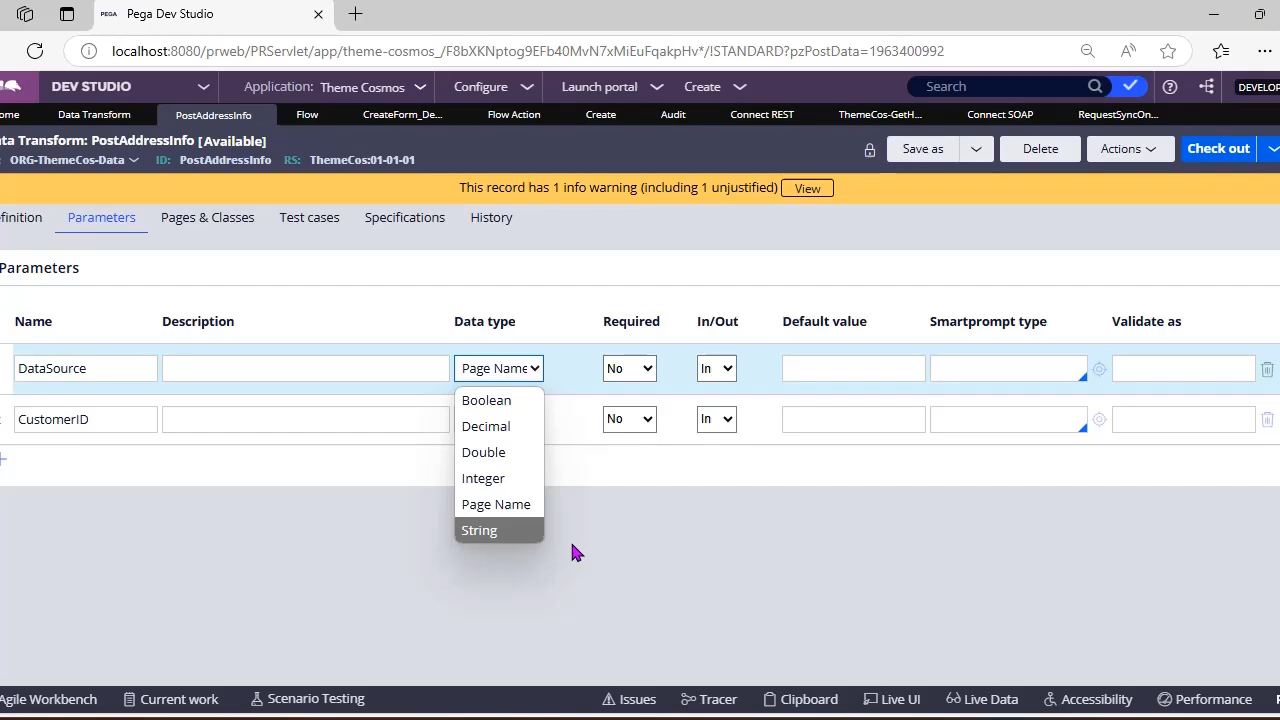 PEGA Pega Dev Studio
localhost:8080/prweb/PRServlet/app/theme-cosmos_/F8bXKNptog9EFb40MvN7xMiEuFqakpHv*/!STANDARD?pzPostData=1963400992
DEV STUDIO Application: Theme Cosmos Configure Launch portal Create Search DEVELOP
ome Data Transform PostAddressInfo CreateForm_De... Flow Flow Action Create Audit Connect REST ThemeCos-GetH... Connect SOAP RequestSyncOn...
ata Transform: PostAddressInfo [Available]
: ORG-ThemeCos-Data ID: PostAddressInfo RS: ThemeCos:01-01-01
Save as Delete Actions Check out
This record has 1 info warning (including 1 unjustified) View
efinition Parameters Pages & Classes Test cases Specifications History
Parameters
Name Description Data type Required In/Out Default value Smartprompt type Validate as
DataSource Page Name No In
Boolean
CustomerID No In
Decimal
Double
Integer
Page Name
String
Agile Workbench Current work Scenario Testing Issues Tracer Clipboard Live UI Live Data Accessibility Performance